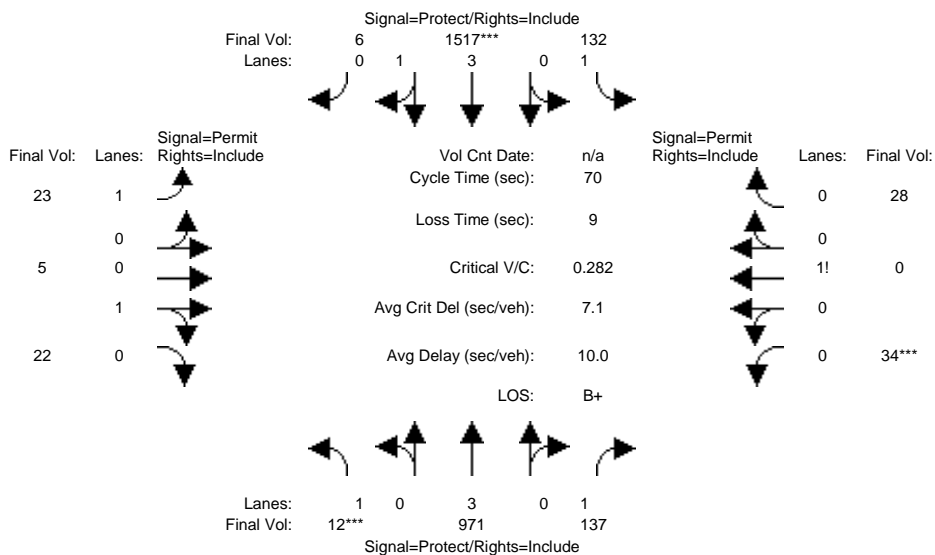 Signal=Protect/Rights=Include
Final Vol: 6 1517*** 132
Lanes: 0 1 3 0 1
Signal=Permit
Final Vol: Lanes: Rights=Include
Vol Cnt Date: n/a
Signal=Permit
Rights=Include Lanes: Final Vol:
Cycle Time (sec): 70
23 1
0 28
Loss Time (sec): 9
0
0
5 0
Critical V/C: 0.282
1! 0
1
Avg Crit Del (sec/veh): 7.1
0
22 0
Avg Delay (sec/veh): 10.0
0 34***
LOS: B+
Lanes: 1 0 3 0 1
Final Vol: 12*** 971 137
Signal=Protect/Rights=Include